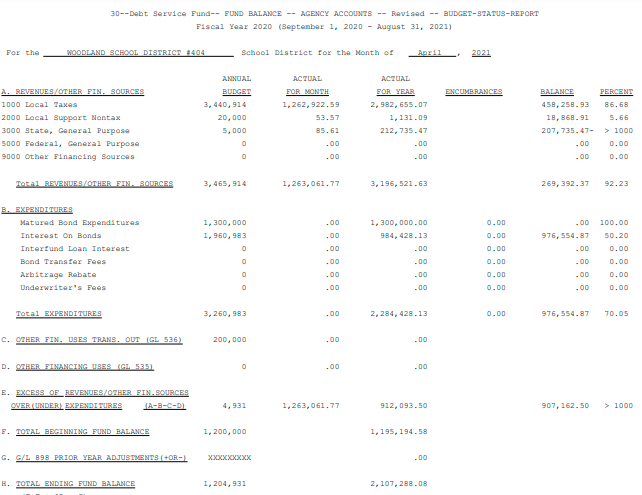 30--Debt Service Fund-- FUND BALANCE -- AGENCY ACCOUNTS -- Revised -- BUDGET-STATUS-REPORT
Fiscal Year 2020 (September 1, 2020 - August 31, 2021)
For the WOODLAND SCHOOL DISTRICT #404 School District for the Month of April , 2021
ANNUAL ACTUAL ACTUAL
A. REVENUES/OTHER FIN. SOURCES BUDGET FOR MONTH FOR YEAR ENCUMBRANCES BALANCE PERCENT
1000 Local Taxes 3,440,914 1,262,922.59 2,982,655.07 458,258.93 86.68
2000 Local Support Nontax 20,000 53.57 1,131.09 18,868.91 5.66
3000 State, General Purpose 5,000 85.61 212,735.47 207,735.47- > 1000
5000 Federal, General Purpose 0 .00 .00 .00 0.00
9000 Other Financing Sources 0 .00 .00 .00 0.00
Total REVENUES/OTHER FIN. SOURCES 3,465,914 1,263,061.77 3,196,521.63 269,392.37 92.23
B. EXPENDITURES
Matured Bond Expenditures 1,300,000 .00 1,300,000.00 0.00 .00 100.00
Interest On Bonds 1,960,983 .00 984,428.13 0.00 976,554.87 50.20
Interfund Loan Interest 0 .00 .00 0.00 .00 0.00
Bond Transfer Fees 0 .00 .00 0.00 .00 0.00
Arbitrage Rebate 0 .00 .00 0.00 .00 0.00
Underwriter's Fees 0 .00 .00 0.00 .00 0.00
Total EXPENDITURES 3,260,983 .00 2,284,428.13 0.00 976,554.87 70.05
C. OTHER FIN. USES TRANS. OUT (GL 536) 200,000 .00 .00
D. OTHER FINANCING USES (GL 535) 0 .00 .00
E. EXCESS OF REVENUES/OTHER FIN.SOURCES
OVER(UNDER) EXPENDITURES (A-B-C-D) 4,931 1,263,061.77 912,093.50 907,162.50 > 1000
F. TOTAL BEGINNING FUND BALANCE 1,200,000 1,195,194.58
G. G/L 898 PRIOR YEAR ADJUSTMENTS(+OR-) XXXXXXXXX .00
H. TOTAL ENDING FUND BALANCE 1,204,931 2,107,288.08